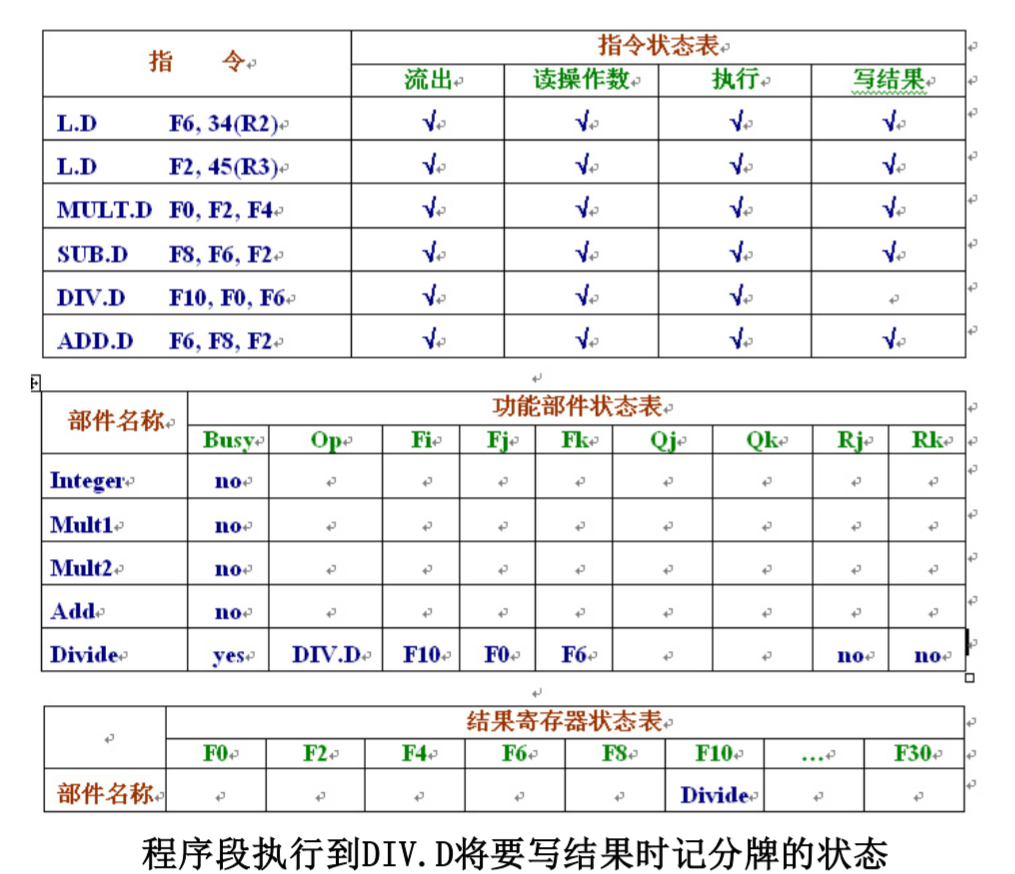 指 令 指令状态表
流出 读操作数 执行 写结果
L.D F6, 34(R2) √ √ √ √
L.D F2, 45(R3) √ √ √ √
MULT.D F0, F2, F4 √ √ √ √
SUB.D F8, F6, F2 √ √ √ √
DIV.D F10, F0, F6 √ √ √
ADD.D F6, F8, F2 √ √ √ √
部件名称 功能部件状态表
Busy Op Fi Fj Fk Qj Qk Rj Rk
Integer no
Mult1 no
Mult2 no
Add no
Divide yes DIV.D F10 F0 F6 no no
结果寄存器状态表
F0 F2 F4 F6 F8 F10 … F30
部件名称 Divide
程序段执行到DIV.D将要写结果时记分牌的状态